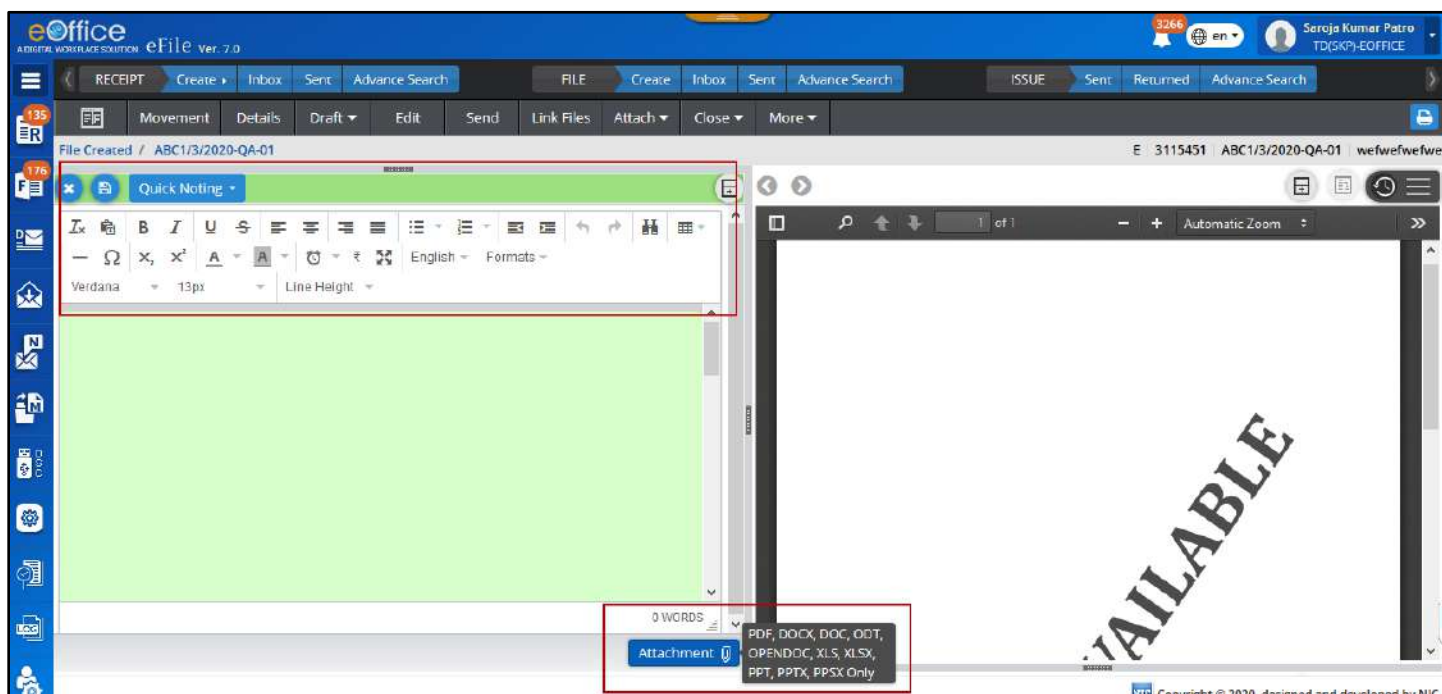 eOffice
A DIGITAL WORKPLACE SOLUTION eFile Ver. 7.0
3266 en Saroja Kumar Patro
TD(SKP)-EOFFICE
RECEIPT Create Inbox Sent Advance Search FILE Create Inbox Sent Advance Search ISSUE Sent Returned Advance Search
135 R Movement Details Draft Edit Send Link Files Attach Close More
File Created / ABC1/3/2020-QA-01 E 3115451 ABC1/3/2020-QA-01 wefwefwefwe
176 F Quick Noting
B I U S 1 of 1 Automatic Zoom
Ω X, X² A A ₹ English Formats
Verdana 13px Line Height
D
N
M
DSC
LOG
AVAILABLE
0 WORDS
Attachment
PDF, DOCX, DOC, ODT,
OPENDOC, XLS, XLSX,
PPT, PPTX, PPSX Only
Copyright © 2020, designed and developed by NIC